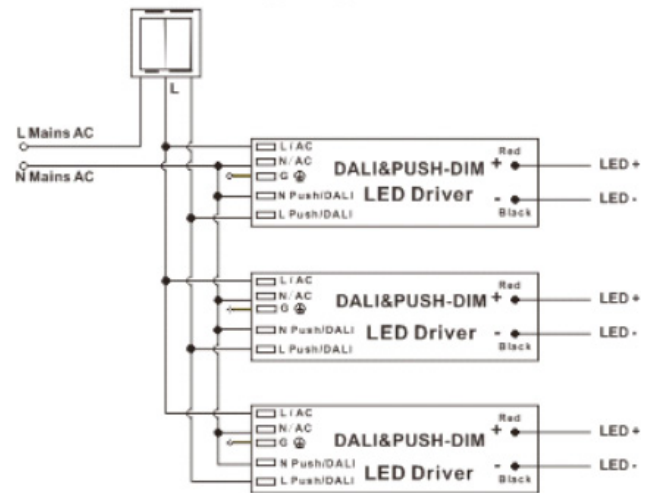 L
L Mains AC
N Mains AC
L/AC
N/AC
G
N Push/DALI
L Push/DALI
DALI&PUSH-DIM
LED Driver
Red
+
-
Black
LED+
LED-
L/AC
N/AC
G
N Push/DALI
L Push/DALI
DALI&PUSH-DIM
LED Driver
Red
+
-
Black
LED+
LED-
L/AC
N/AC
G
N Push/DALI
L Push/DALI
DALI&PUSH-DIM
LED Driver
Red
+
-
Black
LED+
LED-